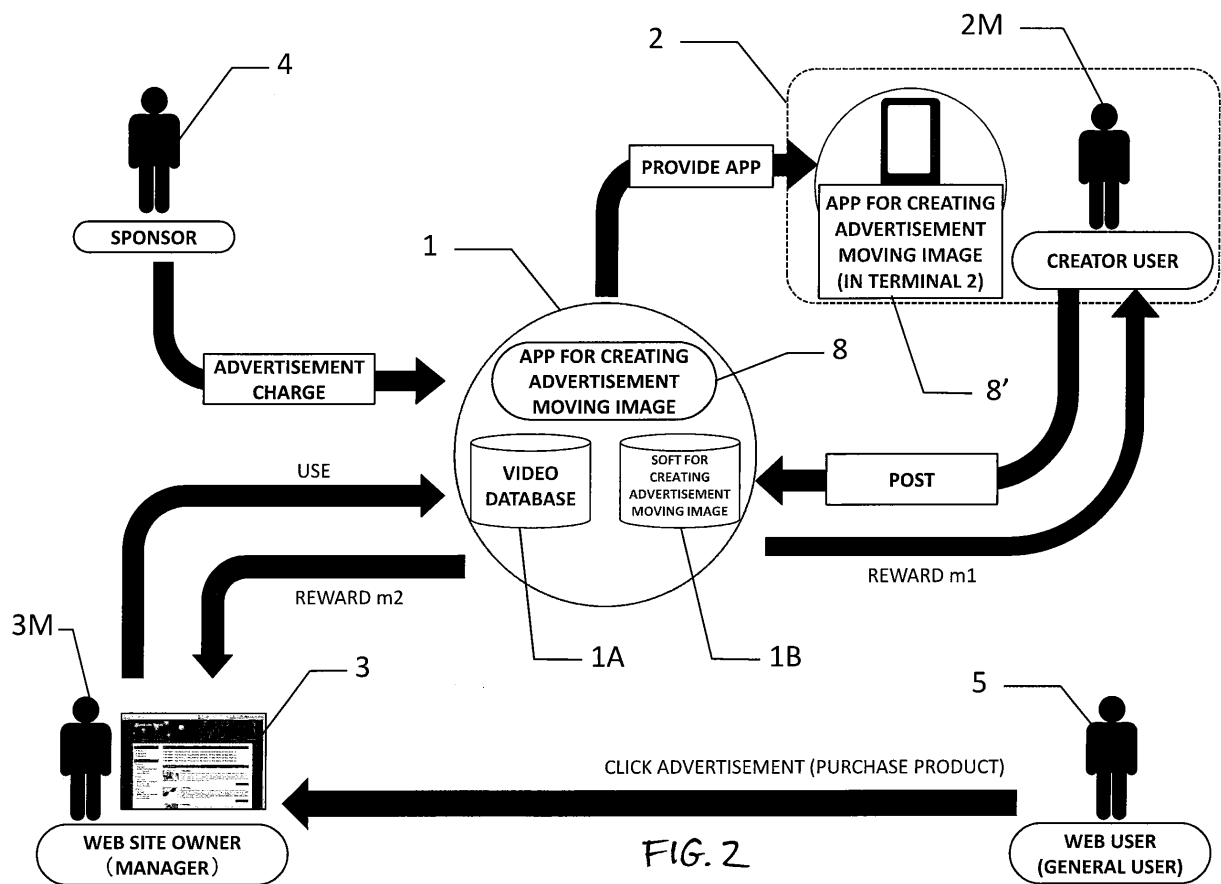 2
2M
4
PROVIDE APP
APP FOR CREATING
ADVERTISEMENT
MOVING IMAGE
(IN TERMINAL 2)
CREATOR USER
SPONSOR
1
ADVERTISEMENT
CHARGE
APP FOR CREATING
ADVERTISEMENT
MOVING IMAGE
8
8’
USE
VIDEO
DATABASE
SOFT FOR
CREATING
ADVERTISEMENT
MOVING IMAGE
POST
REWARD m2
REWARD m1
3M
3
1A
1B
5
CLICK ADVERTISEMENT (PURCHASE PRODUCT)
WEB SITE OWNER
(MANAGER)
FIG. 2
WEB USER
(GENERAL USER)